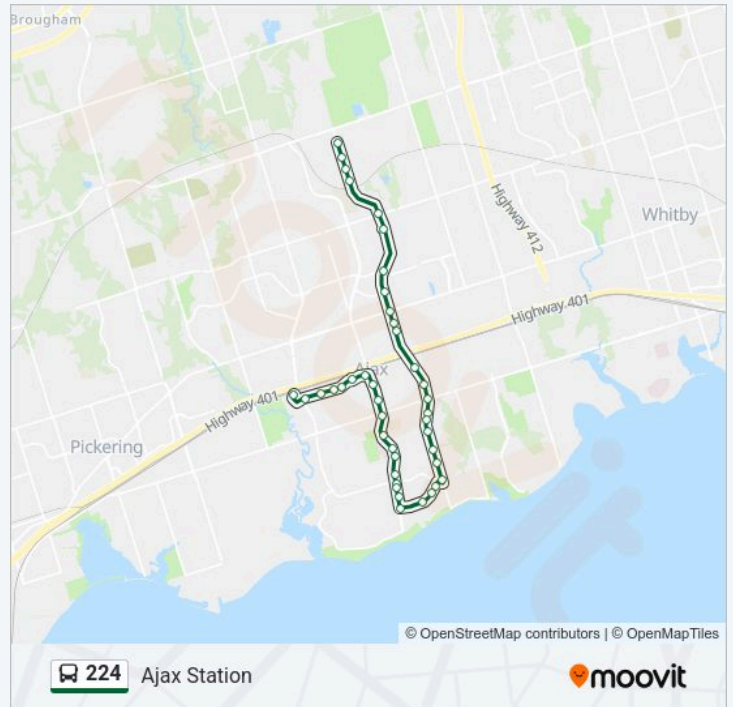 Brougham
Highway 412
Whitby
Highway 401
Ajax
Highway 401
Pickering
© OpenStreetMap contributors | © OpenMapTiles
224 Ajax Station
moovit